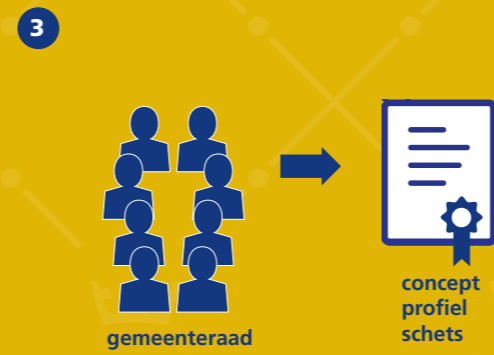 3
gemeenteraad
concept
profiel
schets